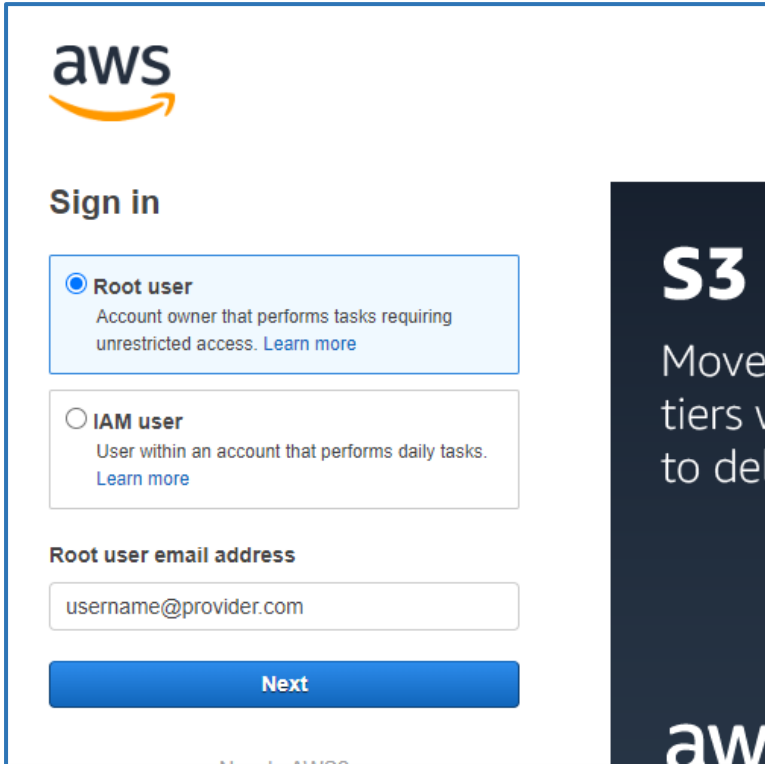 aws
Sign in
Root user
Account owner that performs tasks requiring
unrestricted access. Learn more
IAM user
User within an account that performs daily tasks.
Learn more
Root user email address
username@provider.com
Next
S3
Move
tiers
to
aw